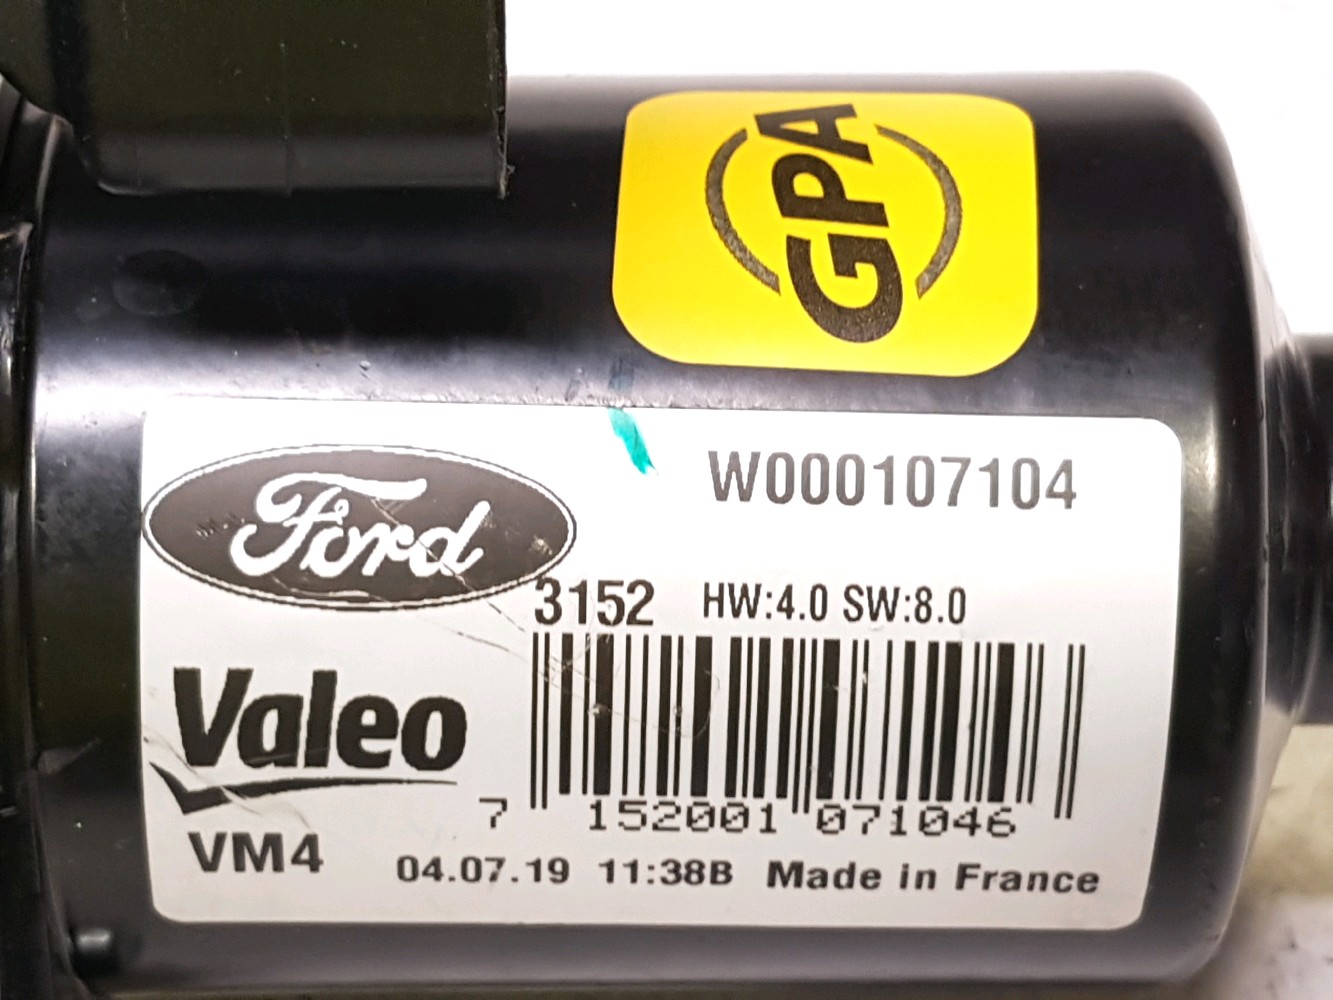 GPA
Ford
W000107104
3152 HW:4.0 SW:8.0
Valeo
7 152001 071046
VM4
04.07.19 11:38B Made in France